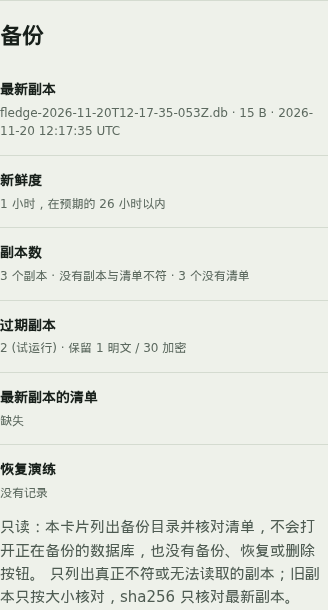 备份
最新副本
fledge-2026-11-20T12-17-35-053Z.db · 15 B · 2026-
11-20 12:17:35 UTC
新鲜度
1 小时，在预期的 26 小时以内
副本数
3 个副本 · 没有副本与清单不符 · 3 个没有清单
过期副本
2 (试运行) · 保留 1 明文 / 30 加密
最新副本的清单
缺失
恢复演练
没有记录
只读：本卡片列出备份目录并核对清单，不会打
开正在备份的数据库，也没有备份、恢复或删除
按钮。 只列出真正不符或无法读取的副本；旧副
本只按大小核对，sha256 只核对最新副本。